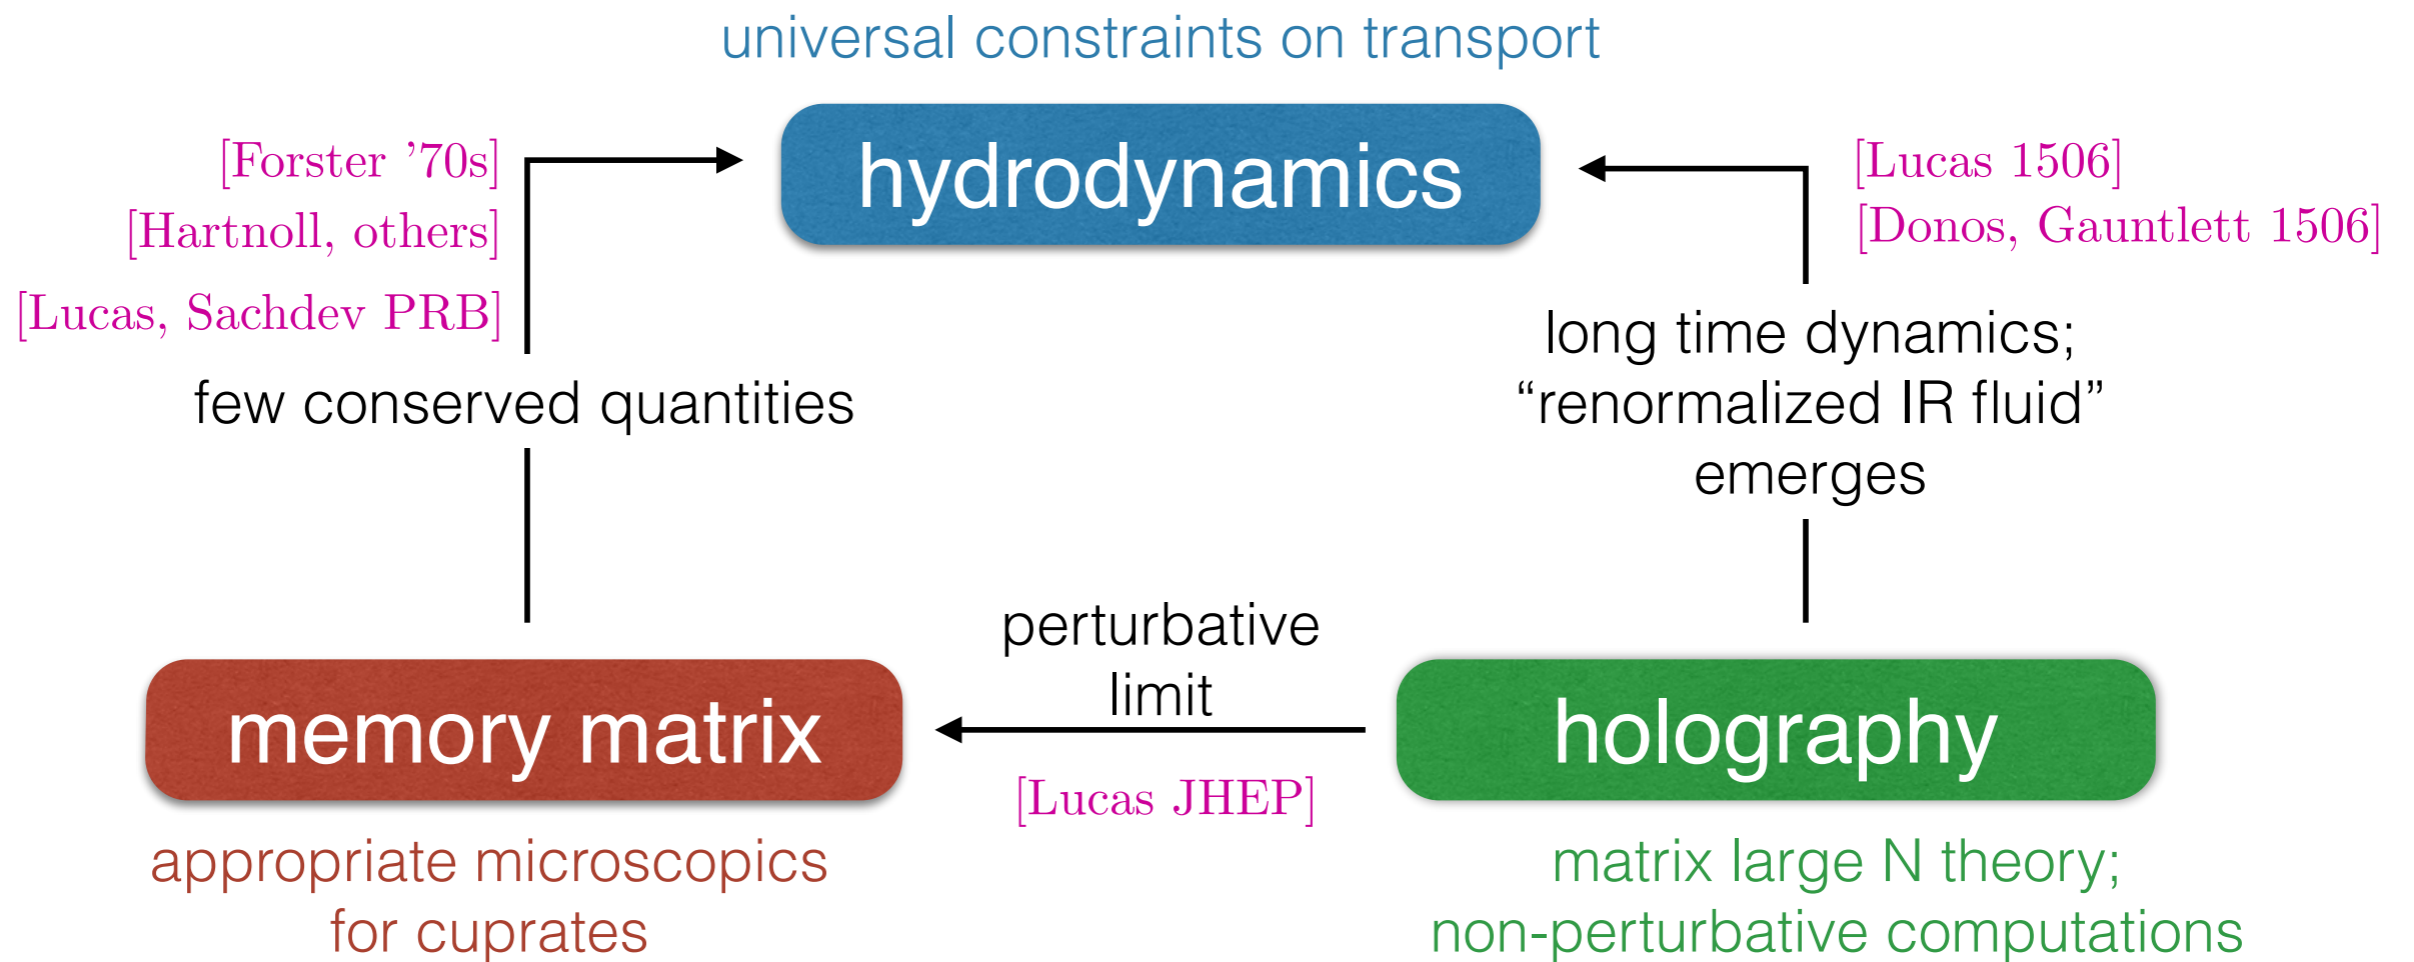 universal constraints on transport
hydrodynamics
[Forster ’70s]
[Hartnoll, others]
[Lucas, Sachdev PRB]
few conserved quantities
[Lucas 1506]
[Donos, Gauntlett 1506]
long time dynamics;
“renormalized IR fluid”
emerges
perturbative
limit
[Lucas JHEP]
memory matrix
appropriate microscopics
for cuprates
holography
matrix large N theory;
non-perturbative computations